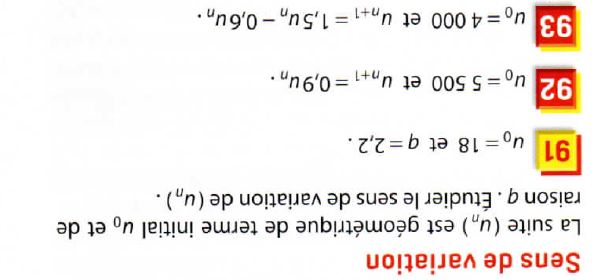 Sens de variation
La suite (uₙ) est géométrique de terme initial u₀ et de
raison q. Étudier le sens de variation de (uₙ).
91 u₀ = 18 et q = 2,2.
92 u₀ = 5 500 et uₙ₊₁ = 0,9uₙ.
93 u₀ = 4 000 et uₙ₊₁ = 1,5uₙ − 0,6uₙ.